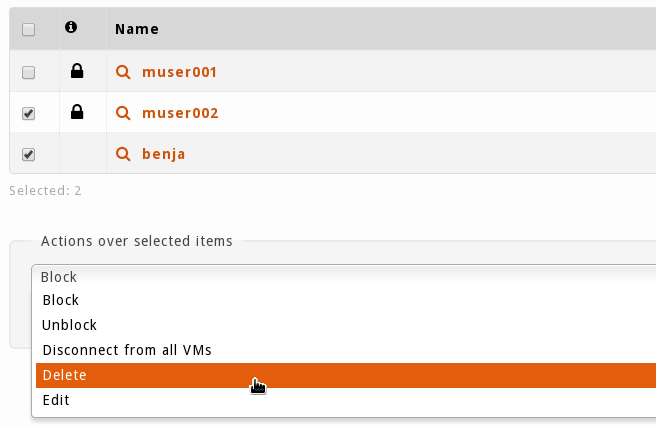 Name
muser001
muser002
benja
Selected: 2
Actions over selected items
Block
Block
Unblock
Disconnect from all VMs
Delete
Edit